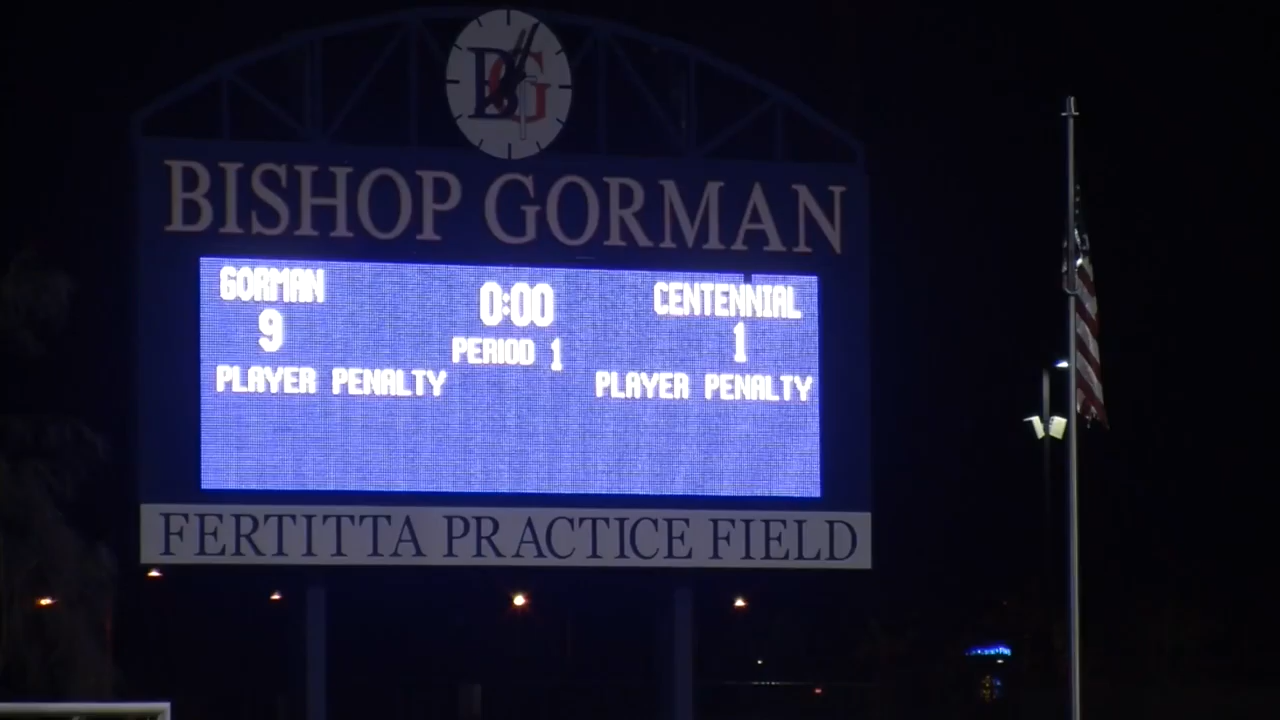 BG
BISHOP GORMAN
GORMAN 0:00 CENTENNIAL
9 PERIOD 1 1
PLAYER PENALTY PLAYER PENALTY
FERTITTA PRACTICE FIELD